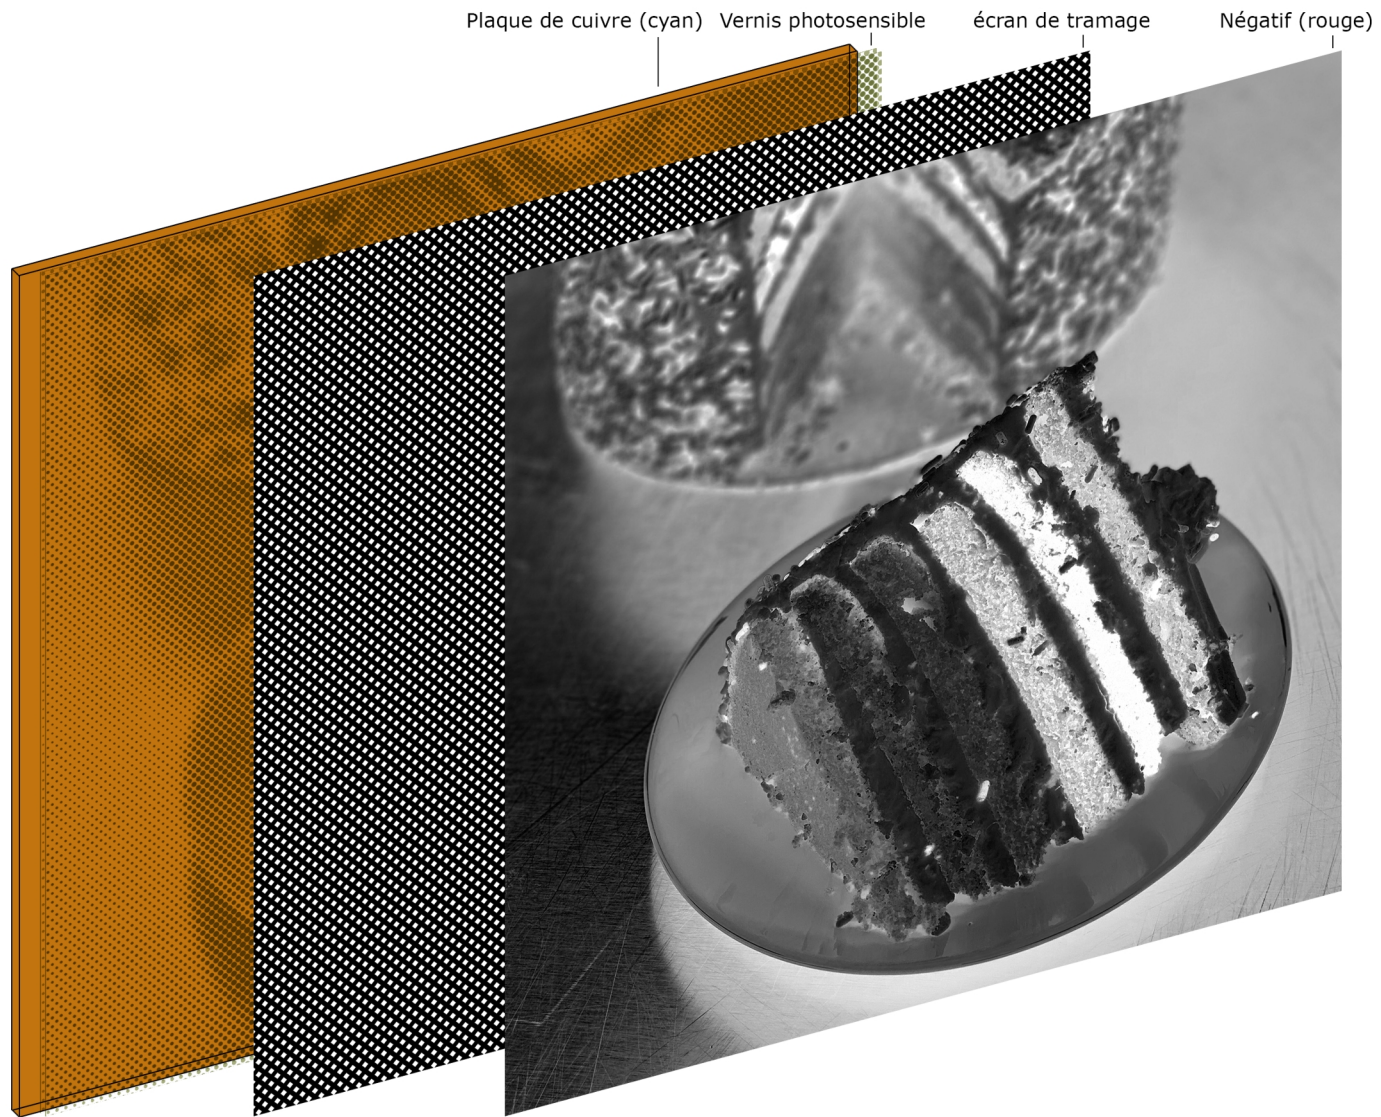 Plaque de cuivre (cyan) Vernis photosensible écran de tramage Négatif (rouge)